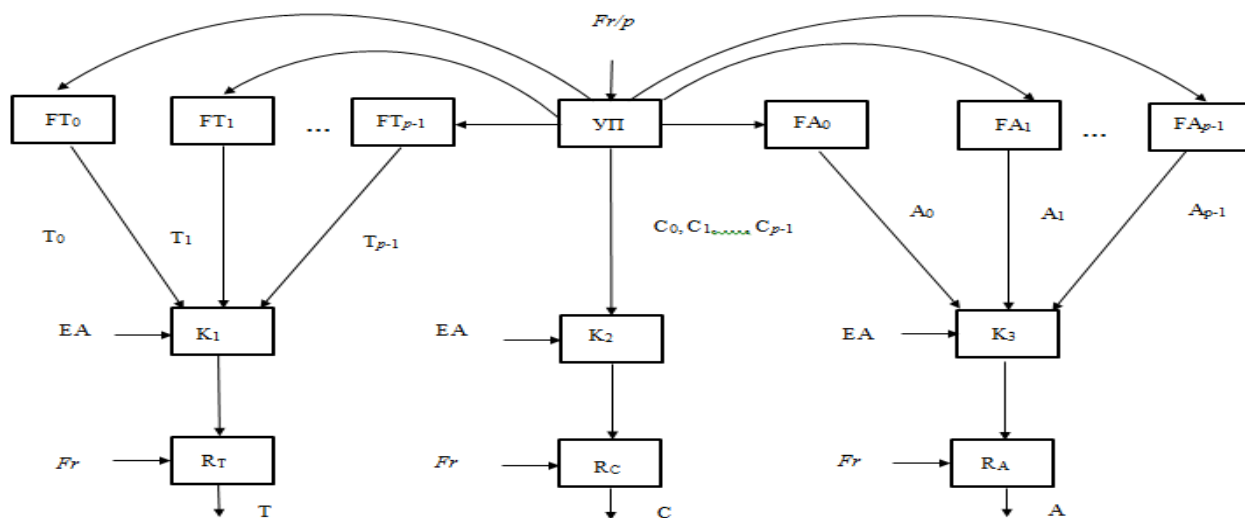 Fr/p
FT0 FT1 ... FTp-1 УП FA0 FA1 ... FAp-1
T0 T1 Tp-1 C0, C1,......, Cp-1 A0 A1 Ap-1
EA K1 EA K2 EA K3
Fr RT Fr RC Fr RA
T C A